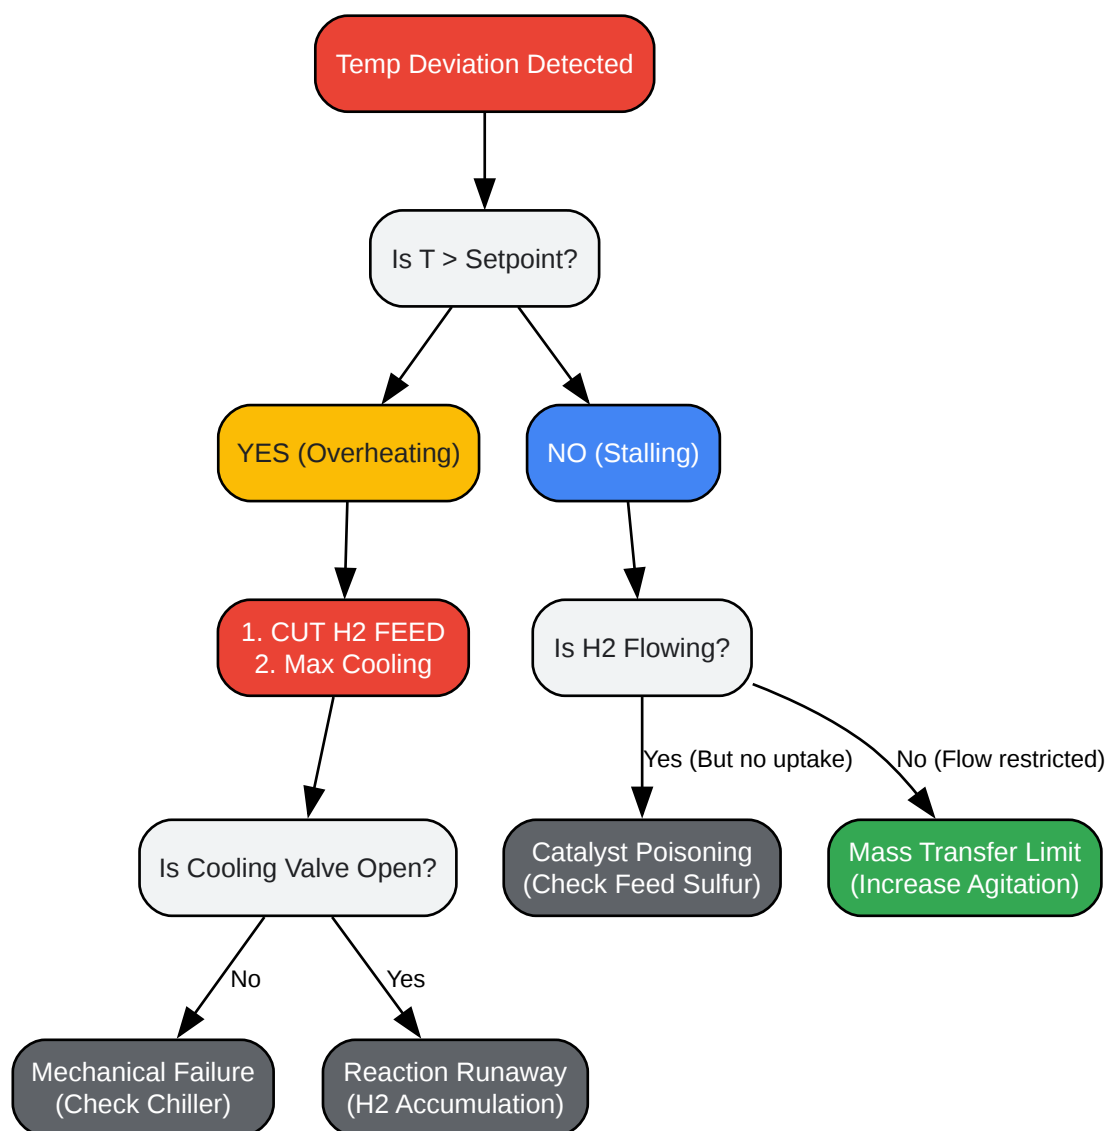 Temp Deviation Detected
Is T > Setpoint?
YES (Overheating)
NO (Stalling)
1. CUT H2 FEED
2. Max Cooling
Is H2 Flowing?
Yes (But no uptake)
No (Flow restricted)
Is Cooling Valve Open?
Catalyst Poisoning
(Check Feed Sulfur)
Mass Transfer Limit
(Increase Agitation)
No
Yes
Mechanical Failure
(Check Chiller)
Reaction Runaway
(H2 Accumulation)